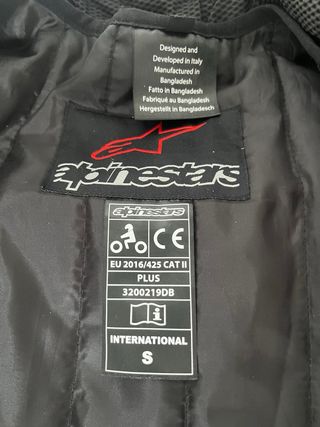 Designed and
Developed in Italy
Manufactured in
Bangladesh
Fatto in Bangladesh
Fabriqué au Bangladesh
Hergestellt in Bangladesch
alpinestars
alpinestars
CE
EU 2016/425 CAT II
PLUS
3200219DB
i
INTERNATIONAL
S